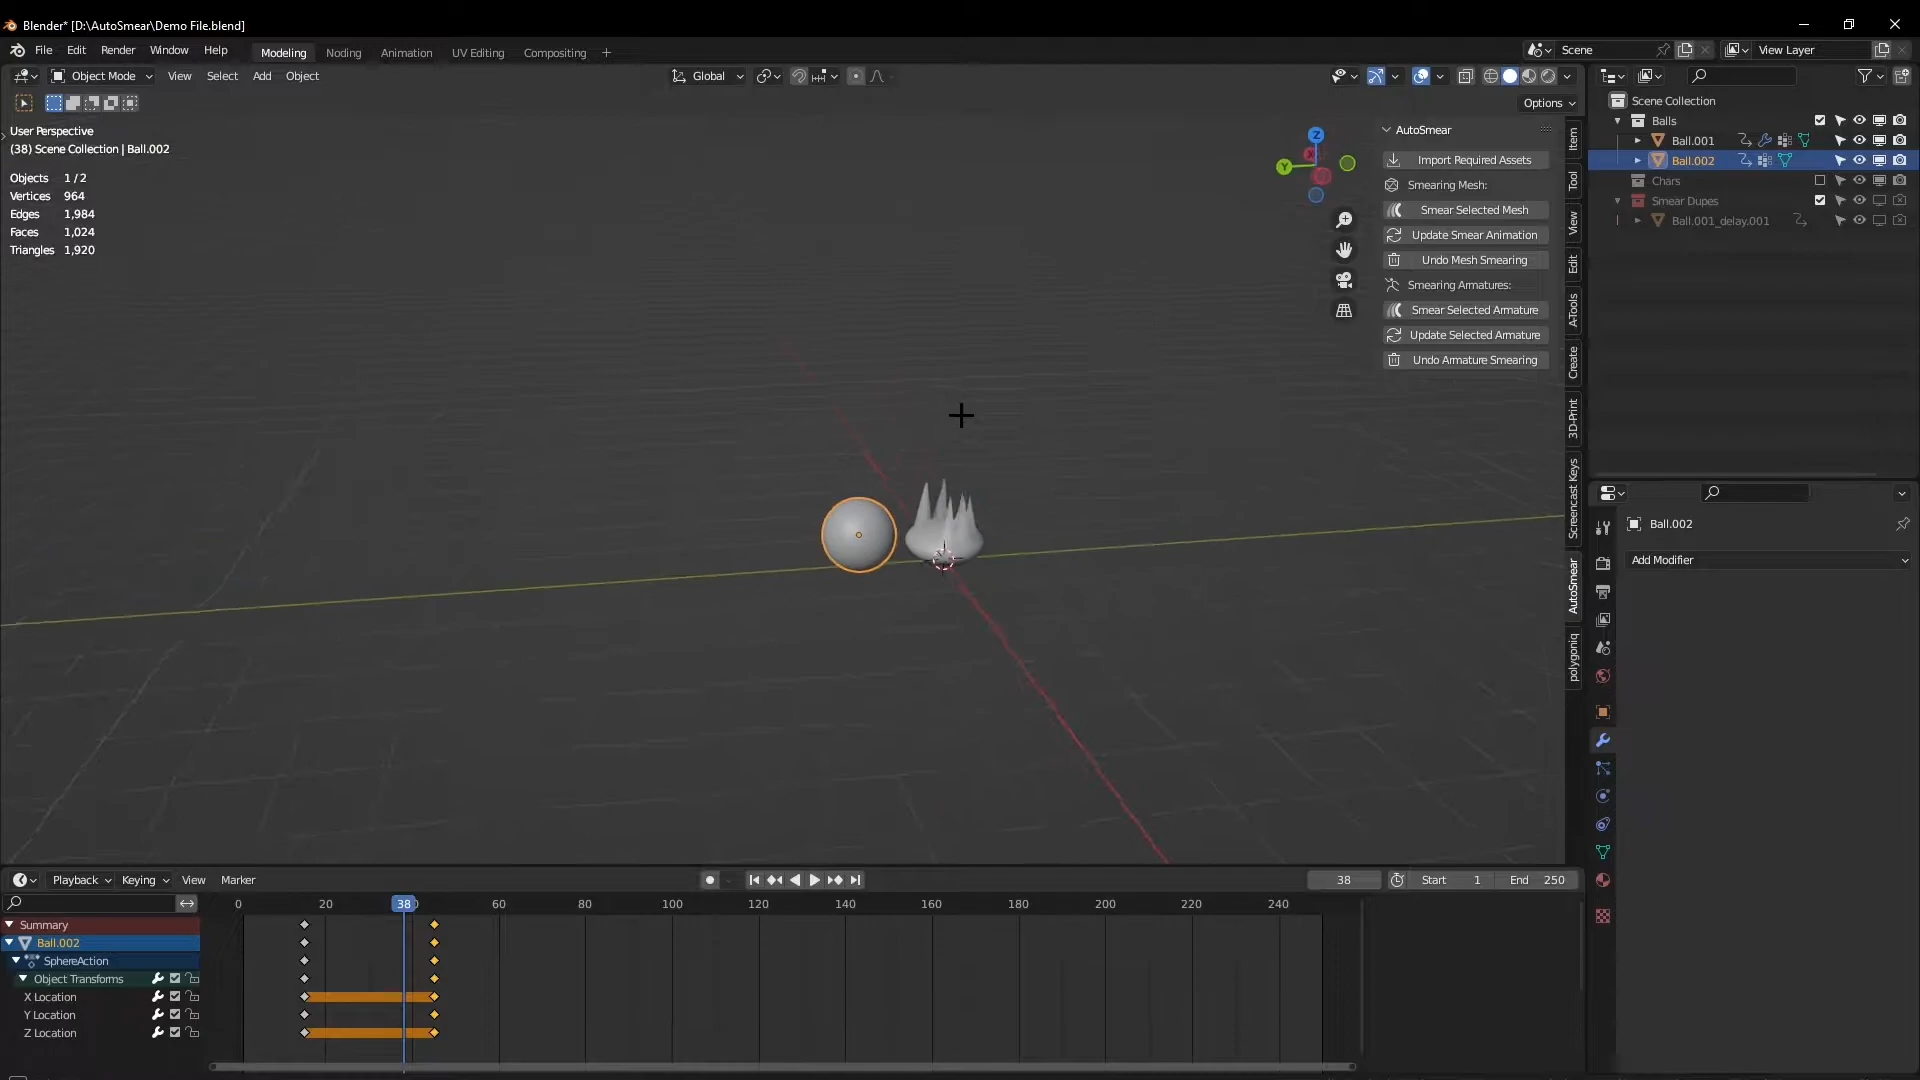 Blender* [D:\AutoSmear\Demo File.blend]
File Edit Render Window Help Modeling Noding Animation UV Editing Compositing + Scene View Layer
Object Mode View Select Add Object Global
Options
User Perspective
(38) Scene Collection | Ball.002
Objects 1 / 2
Vertices 964
Edges 1,984
Faces 1,024
Triangles 1,920
Z
Y
X
AutoSmear
Import Required Assets
Smearing Mesh:
Smear Selected Mesh
Update Smear Animation
Undo Mesh Smearing
Smearing Armatures:
Smear Selected Armature
Update Selected Armature
Undo Armature Smearing
Item
Tool
View
Edit
A-Tools
Create
3D-Print
Screencast Keys
AutoSmear
polygoniq
Scene Collection
Balls
Ball.001
Ball.002
Chars
Smear Dupes
Ball.001_delay.001
Ball.002
Add Modifier
Playback Keying View Marker 38 Start 1 End 250
0 20 38 60 80 100 120 140 160 180 200 220 240
Summary
Ball.002
SphereAction
Object Transforms
X Location
Y Location
Z Location